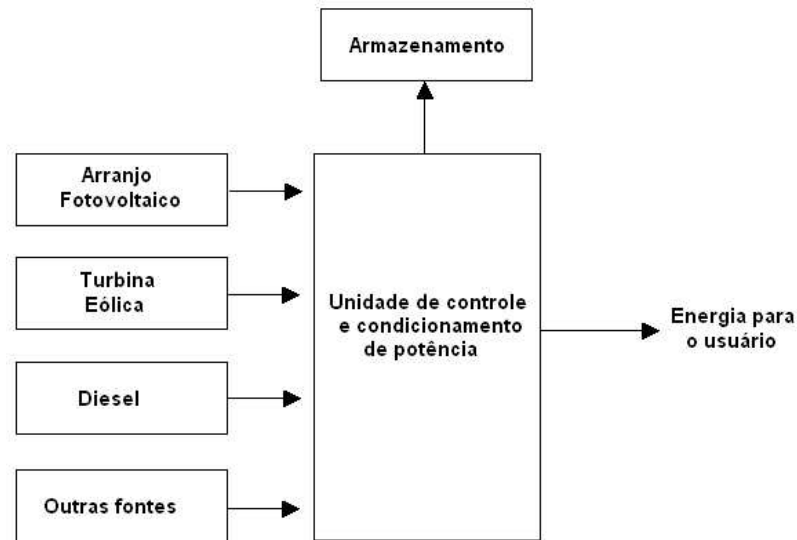 Armazenamento
Arranjo
Fotovoltaico
Turbina
Eólica
Diesel
Outras fontes
Unidade de controle
e condicionamento
de potência
Energia para
o usuário